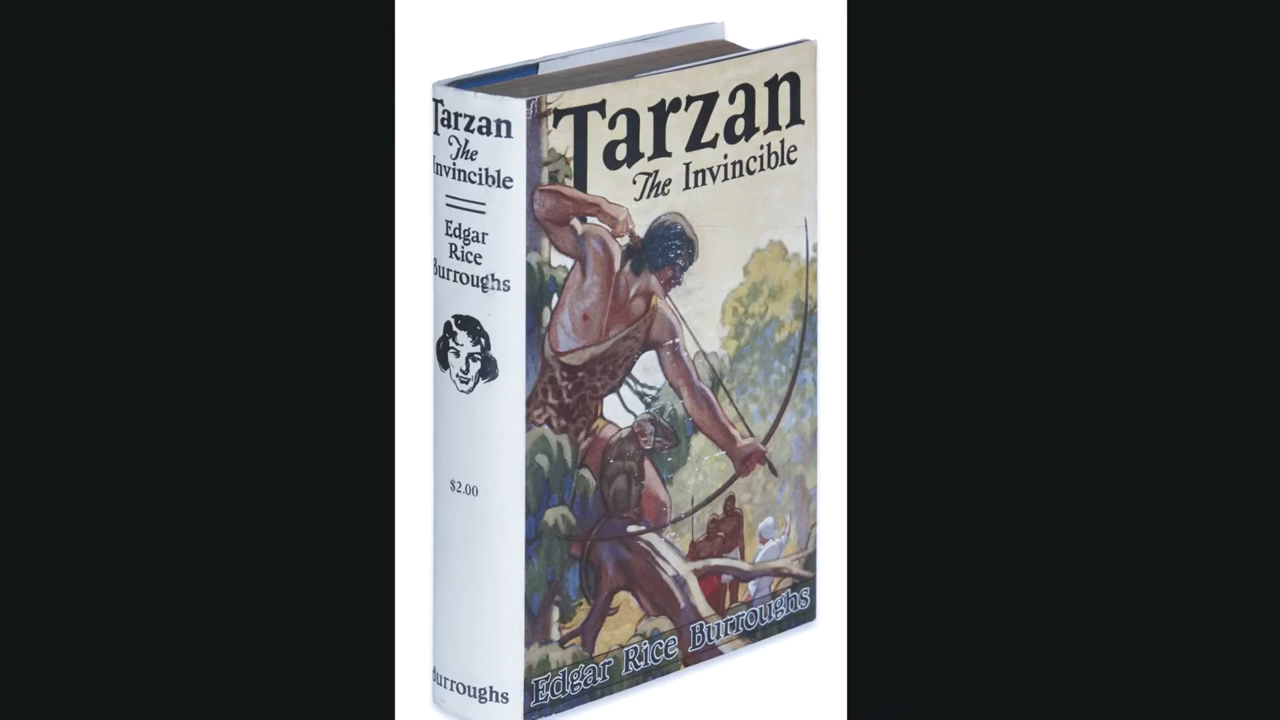 Tarzan
The
Invincible
Edgar
Rice
Burroughs
$2.00
Burroughs
Tarzan
The Invincible
Edgar Rice Burroughs